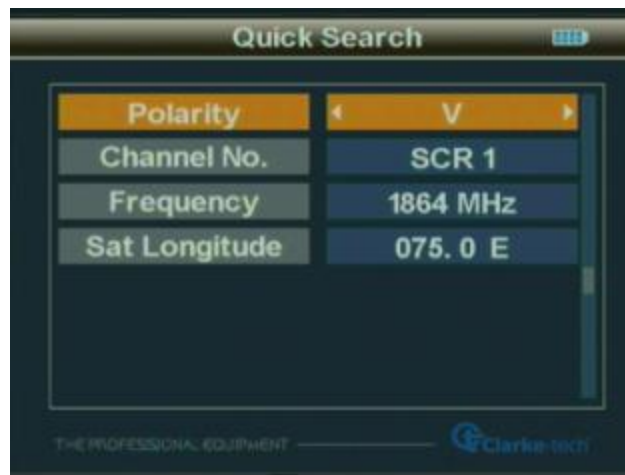 Quick Search
Polarity V
Channel No. SCR 1
Frequency 1864 MHz
Sat Longitude 075. 0 E
THE PROFESSIONAL EQUIPMENT Clarke-tech